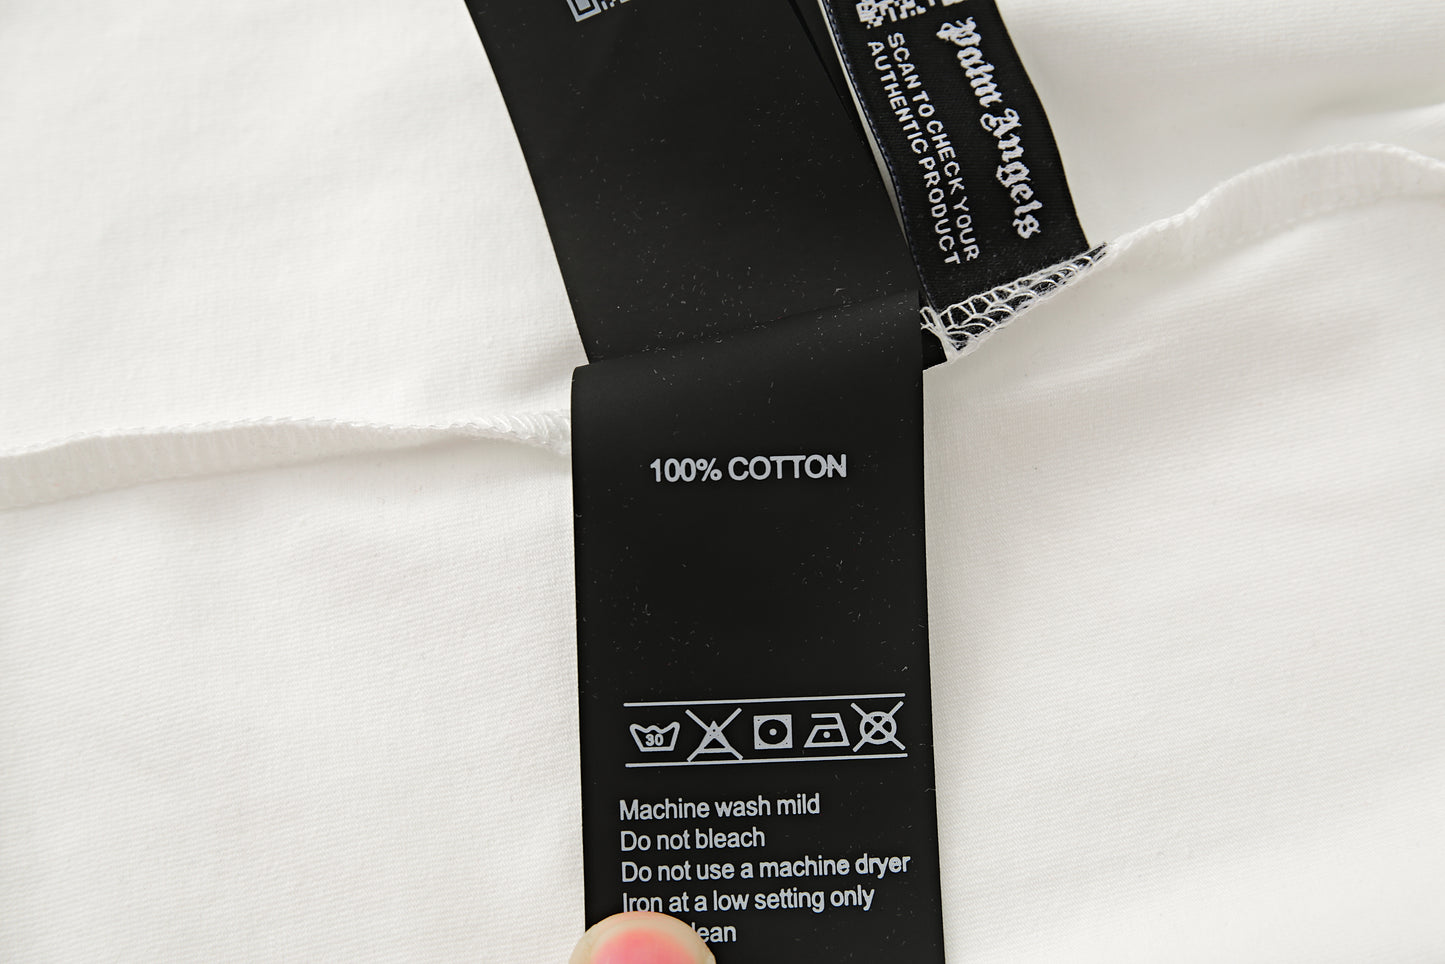 Palm Angels
SCAN TO CHECK YOUR
AUTHENTIC PRODUCT
100% COTTON
30
Machine wash mild
Do not bleach
Do not use a machine dryer
Iron at a low setting only